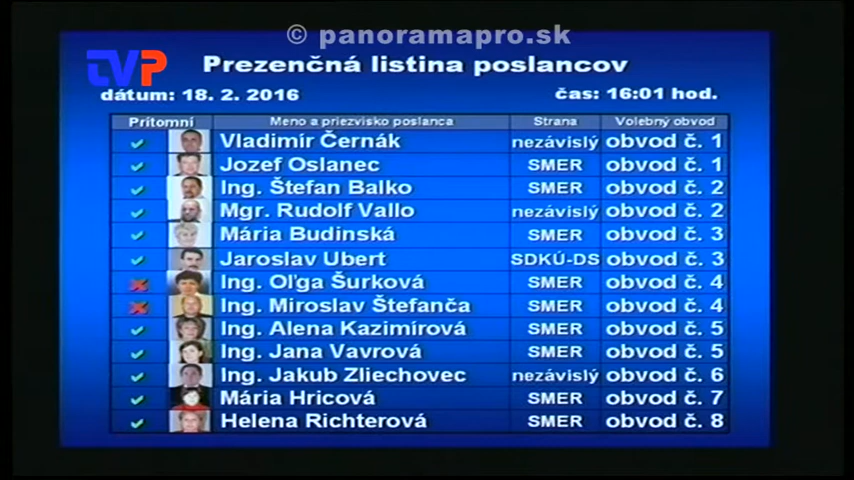 © panoramapro.sk
TVP
Prezenčná listina poslancov
dátum: 18. 2. 2016 čas: 16:01 hod.
Prítomní Meno a priezvisko poslanca Strana Volebný obvod
Vladimír Černák nezávislý obvod č. 1
Jozef Oslanec SMER obvod č. 1
Ing. Štefan Balko SMER obvod č. 2
Mgr. Rudolf Vallo nezávislý obvod č. 2
Mária Budinská SMER obvod č. 3
Jaroslav Ubert SDKÚ-DS obvod č. 3
Ing. Oľga Šurková SMER obvod č. 4
Ing. Miroslav Štefanča SMER obvod č. 4
Ing. Alena Kazimírová SMER obvod č. 5
Ing. Jana Vavrová SMER obvod č. 5
Ing. Jakub Zliechovec nezávislý obvod č. 6
Mária Hricová SMER obvod č. 7
Helena Richterová SMER obvod č. 8